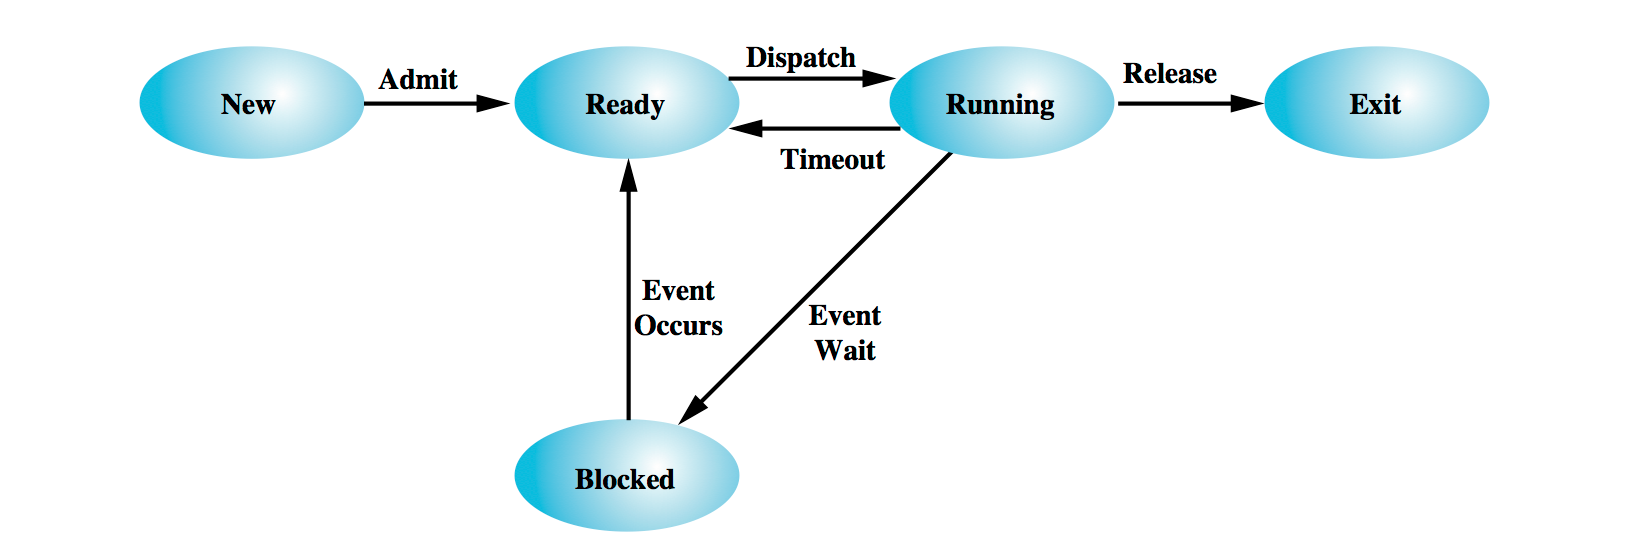 Dispatch
Admit
Release
New
Ready
Running
Exit
Timeout
Event
Occurs
Event
Wait
Blocked